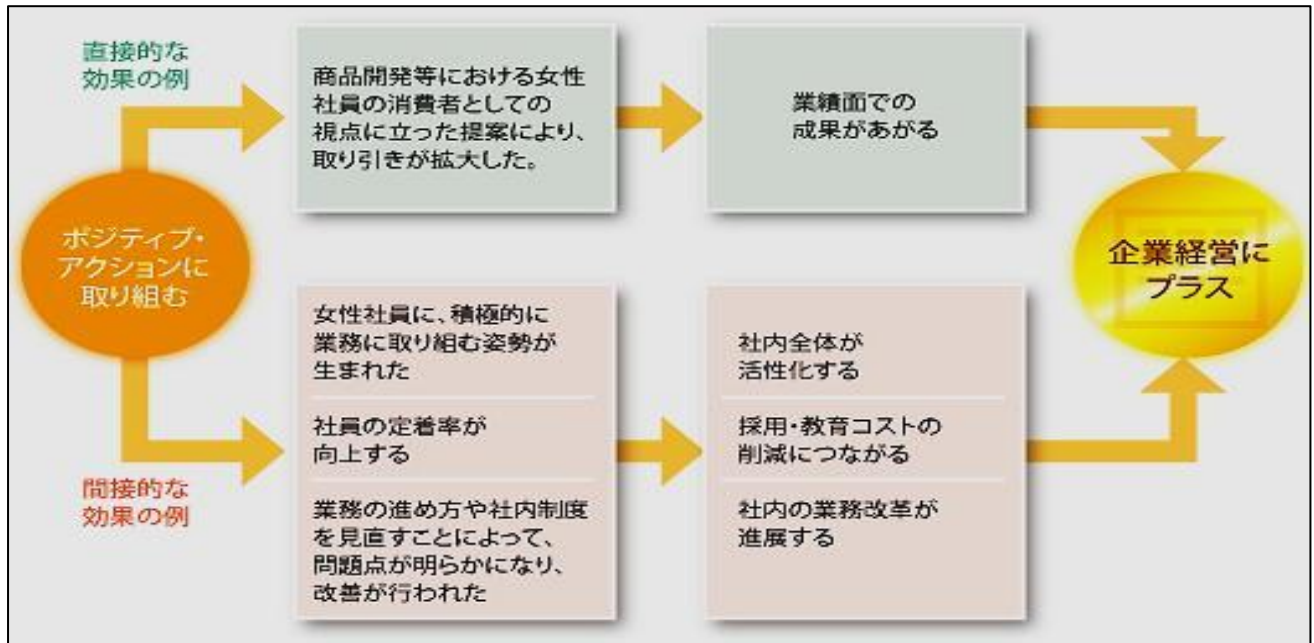 直接的な
効果の例
商品開発等における女性
社員の消費者としての
視点に立った提案により、
取り引きが拡大した。
業績面での
成果があがる
ポジティブ・
アクションに
取り組む
企業経営に
プラス
女性社員に、積極的に
業務に取り組む姿勢が
生まれた
社員の定着率が
向上する
業務の進め方や社内制度
を見直すことによって、
問題点が明らかになり、
改善が行われた
社内全体が
活性化する
採用・教育コストの
削減につながる
社内の業務改革が
進展する
間接的な
効果の例